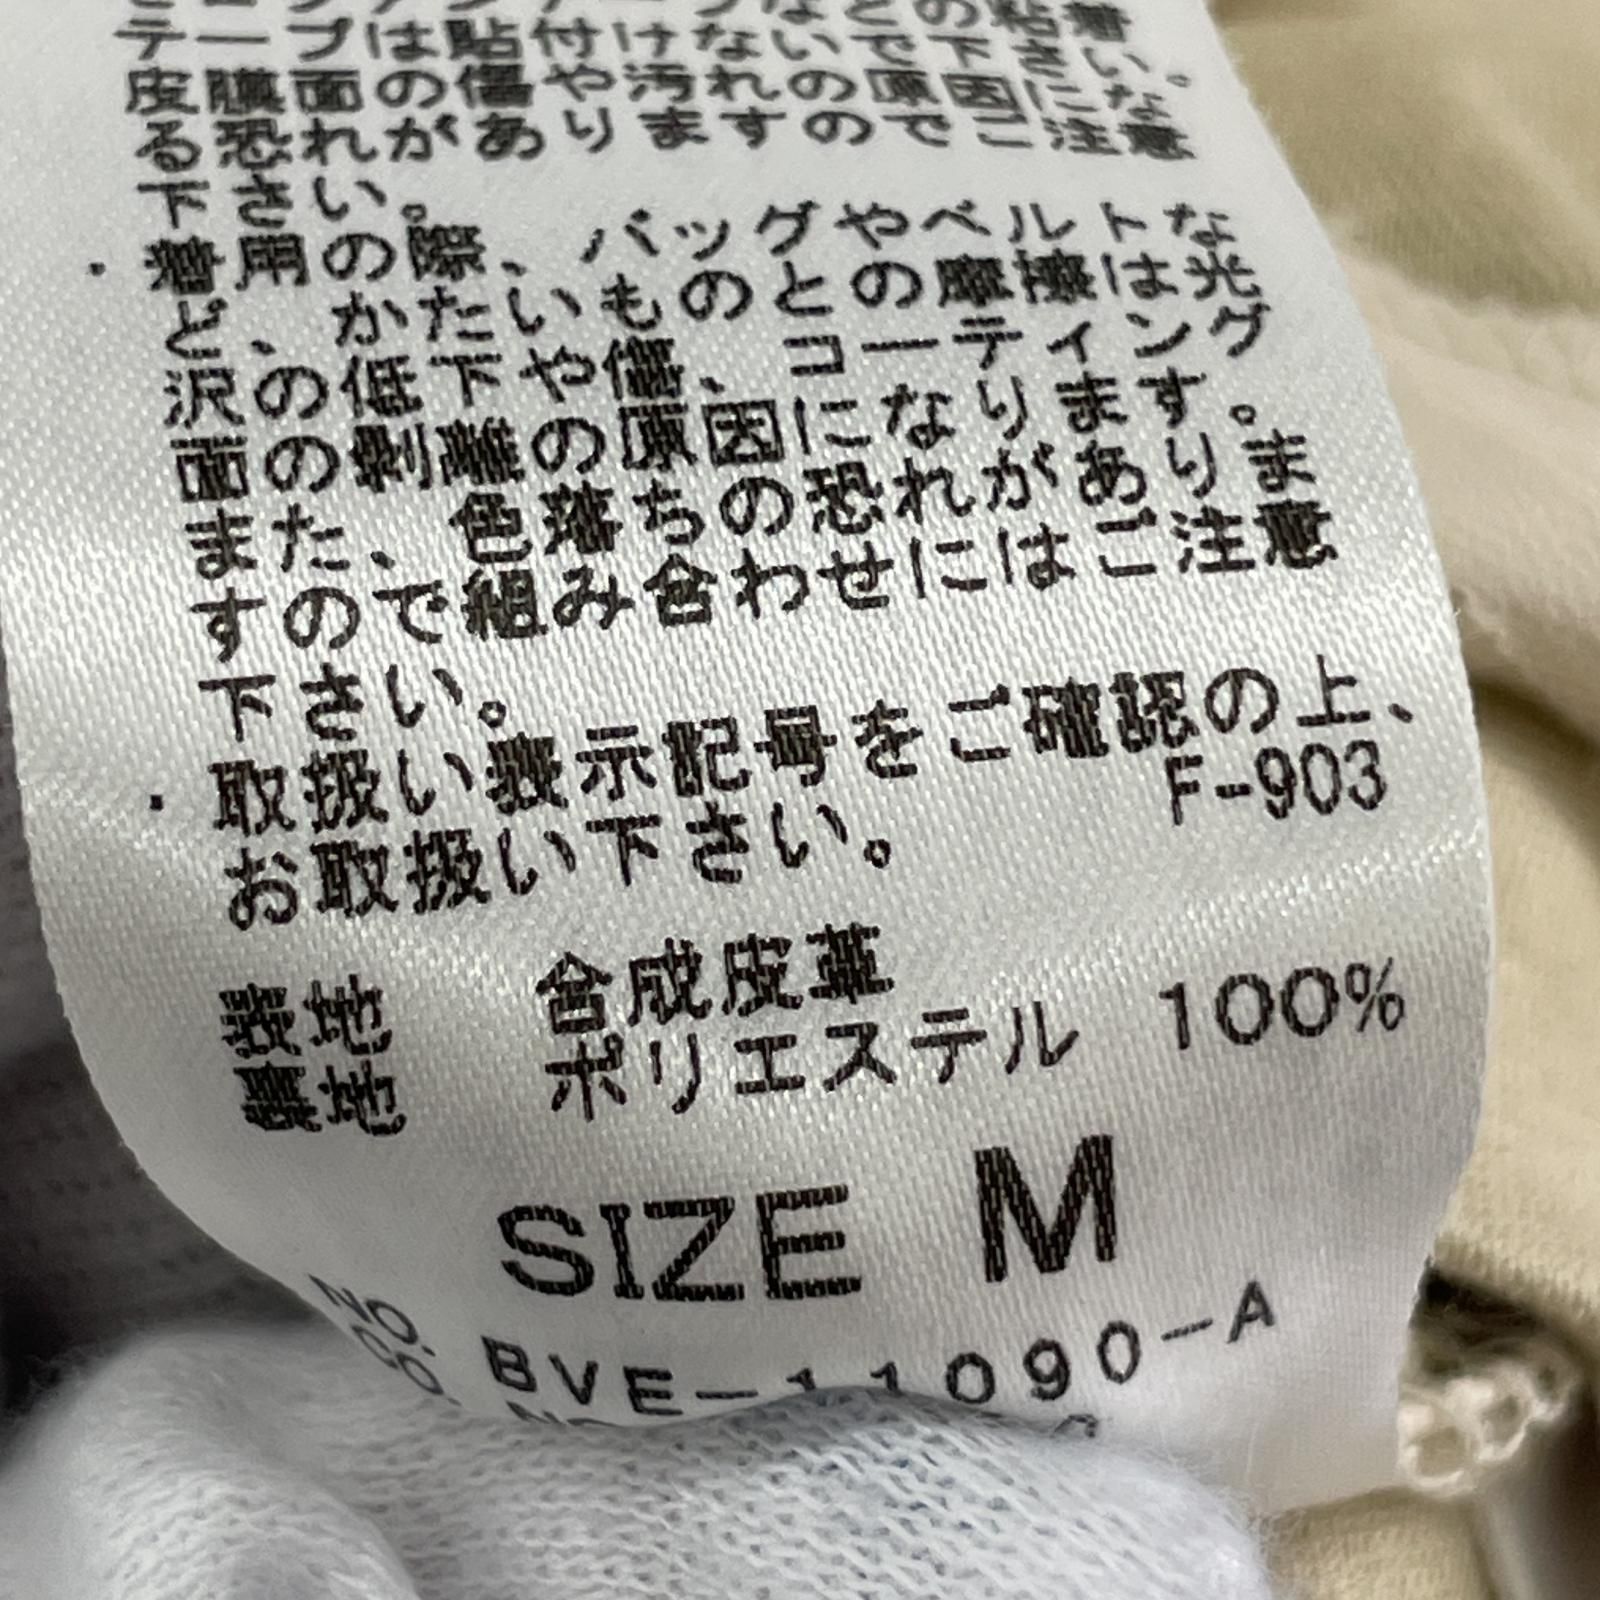 テープは貼付けないで下さい。
皮膜面の傷や汚れの原因にな
る恐れがありますのでご注意
下さい。
・着用の際、バッグやベルトな
ど、かたいものとの摩擦は光
沢の低下や傷、コーティング
面の剥離の原因になります。
また、色落ちの恐れがありま
すので組み合わせにはご注意
下さい。
・取扱い表示記号をご確認の上、
お取扱い下さい。
F-903
表地 合成皮革
裏地 ポリエステル 100%
SIZE M
NO. BVE-11090-A